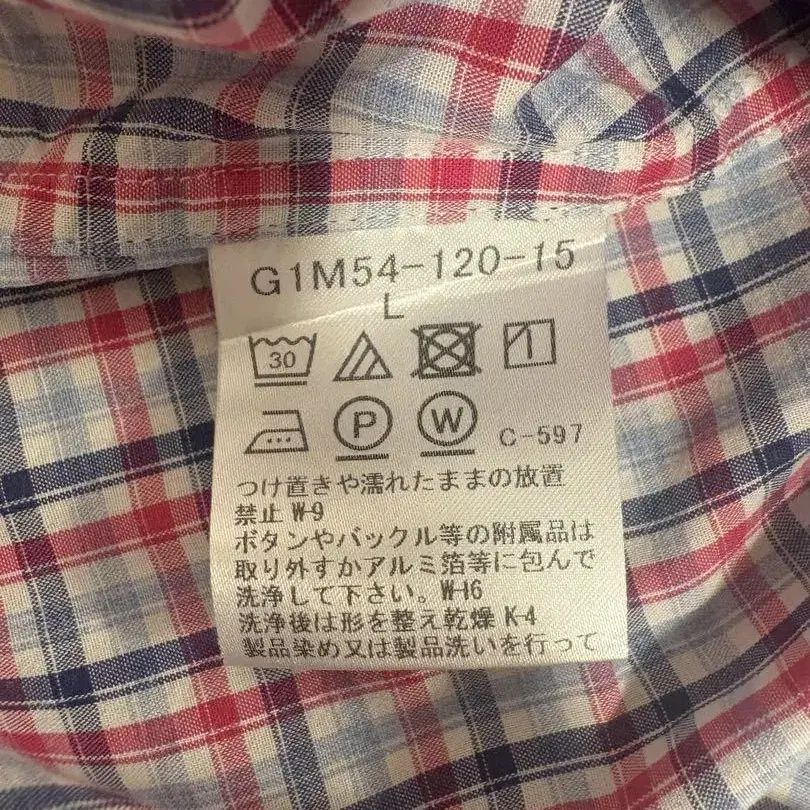 G1M54-120-15
L
30
P W C-597
つけ置きや濡れたままの放置
禁止 W-9
ボタンやバックル等の附属品は
取り外すかアルミ箔等に包んで
洗浄して下さい。W-16
洗浄後は形を整え乾燥 K-4
製品染め又は製品洗いを行って